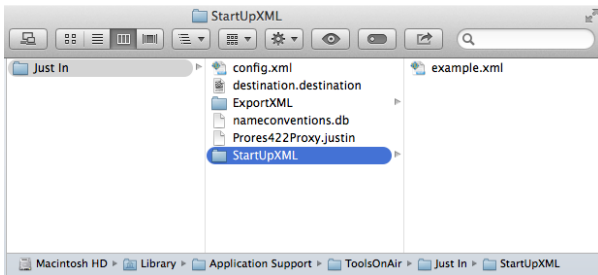 StartUpXML
Just In
config.xml
destination.destination
ExportXML
nameconventions.db
Prores422Proxy.justin
StartUpXML
example.xml
Macintosh HD ▸ Library ▸ Application Support ▸ ToolsOnAir ▸ Just In ▸ StartUpXML